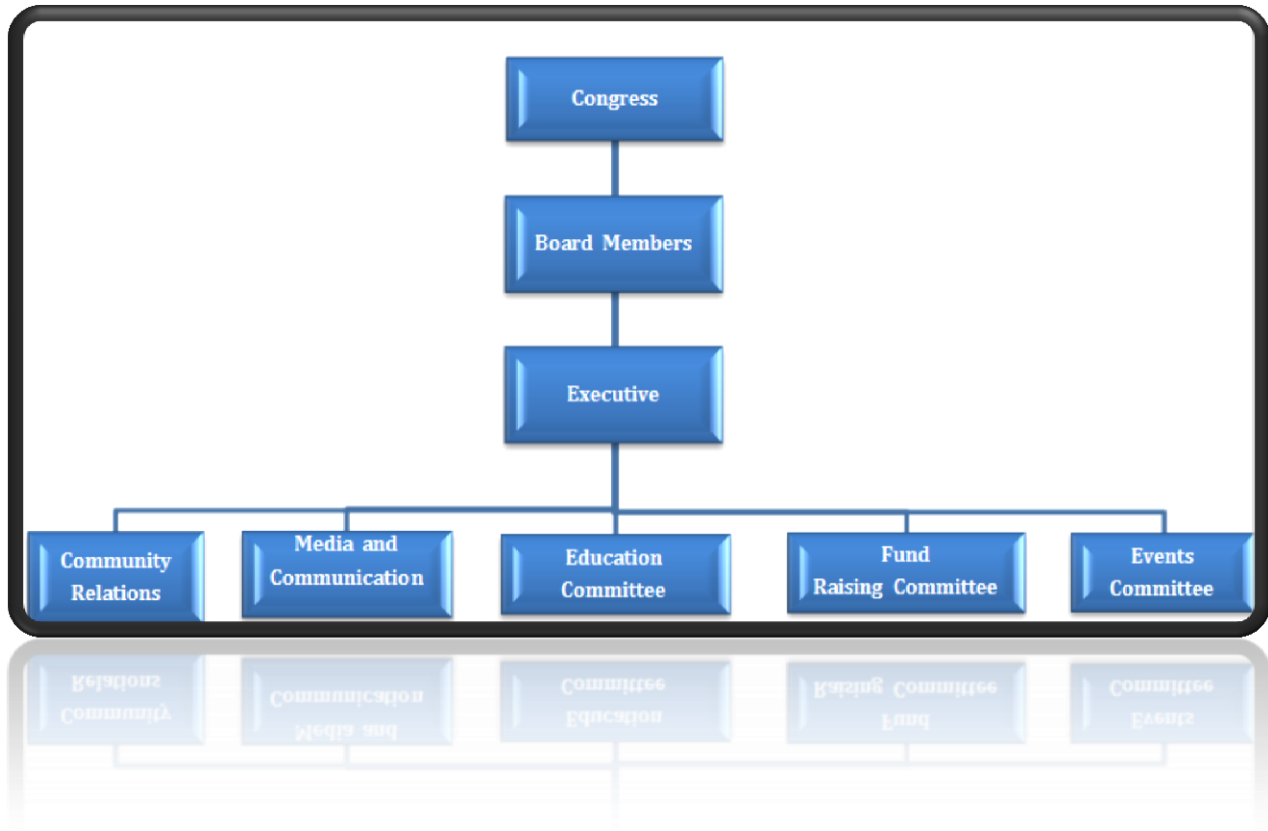 Congress
Board Members
Executive
Community
Relations
Media and
Communication
Education
Committee
Fund
Raising Committee
Events
Committee